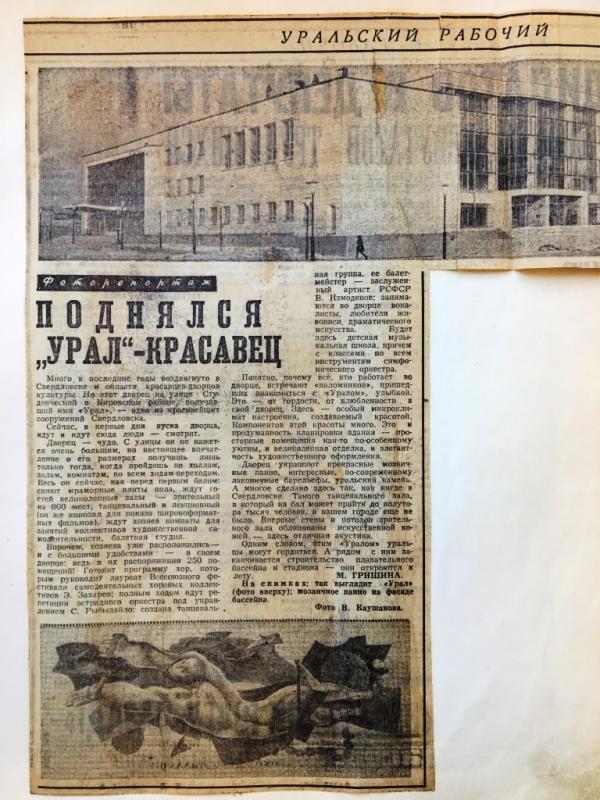 УРАЛЬСКИЙ РАБОЧИЙ
Фоторепортаж
ПОДНЯЛСЯ
„УРАЛ“-КРАСАВЕЦ
Много в последние годы воздвигнуто в
Свердловске и области красавцев-дворцов
культуры. Но этот дворец на улице Сту-
денческой в Кировском районе, получив-
ший имя «Урал», — одно из красивейших
сооружений Свердловска.
Сейчас, в первые дни пуска дворца,
идут и идут сюда люди — смотрят.
Дворец — чудо. С улицы он не кажет-
ся очень большим, но настоящее впечат-
ление о его размерах получишь лишь
только тогда, когда пройдешь по холлам,
залам, комнатам, по всем ходам-переходам.
Весь он сейчас, как перед первым балом:
сияют мраморные плиты пола, ждут го-
стей великолепные залы — зрительный
на 800 мест, танцевальный и лекционный
(он же кинозал для показа широкоформат-
ных фильмов), ждут хозяев комнаты для
занятий коллективов художественной са-
модеятельности, балетная студия.
Впрочем, хозяева уже расположились—
и с большими удобствами — в своем
дворце: ведь в их распоряжении 250 по-
мещений! Готовит программу хор, кото-
рым руководит лауреат Всесоюзного фе-
стиваля самодеятельных хоровых коллек-
тивов Э. Захаров; полным ходом идут ре-
петиции эстрадного оркестра под управ-
лением С. Рыбыдайло; создана танцеваль-
ная группа, ее балет-
мейстер — заслужен-
ный артист РСФСР
В. Измоденов; занима-
ются во дворце вока-
листы, любители жи-
вописи, драматического
искусства. Будет
здесь детская музы-
кальная школа, причем
с классами по всем
инструментам симфо-
нического оркестра.
Понятно, почему все, кто работает во
дворце, встречают «паломников», пришед-
ших знакомиться с «Уралом», улыбкой.
Это — от гордости, от влюбленности в
свой дворец. Здесь — особый микрокли-
мат настроения, создаваемый красотой.
Компонентов этой красоты много. Это и
продуманность планировки здания — про-
сторные помещения как-то по-особенному
уютны, и великолепная отделка, и элегант-
ность художественного оформления.
Дворец украшают прекрасные мозаич-
ные панно, интересные, по-современному
лаконичные барельефы, уральский камень.
А многое сделано здесь так, как нигде в
Свердловске. Такого танцевального зала,
в который на бал может прийти до полуто-
ра тысяч человек, в нашем городе еще не
было. Впервые стены и потолок зритель-
ного зала облицованы искусственной ко-
жей — здесь отличная акустика.
Одним словом, этим «Уралом» ураль-
цы могут гордиться. А рядом с ним за-
канчивается строительство плавательного
бассейна и стадиона — они откроются к
лету.
М. ГРИШИНА.
На снимках: так выглядит «Урал»
(фото вверху); мозаичное панно на фасаде
бассейна.
Фото В. Каушанова.